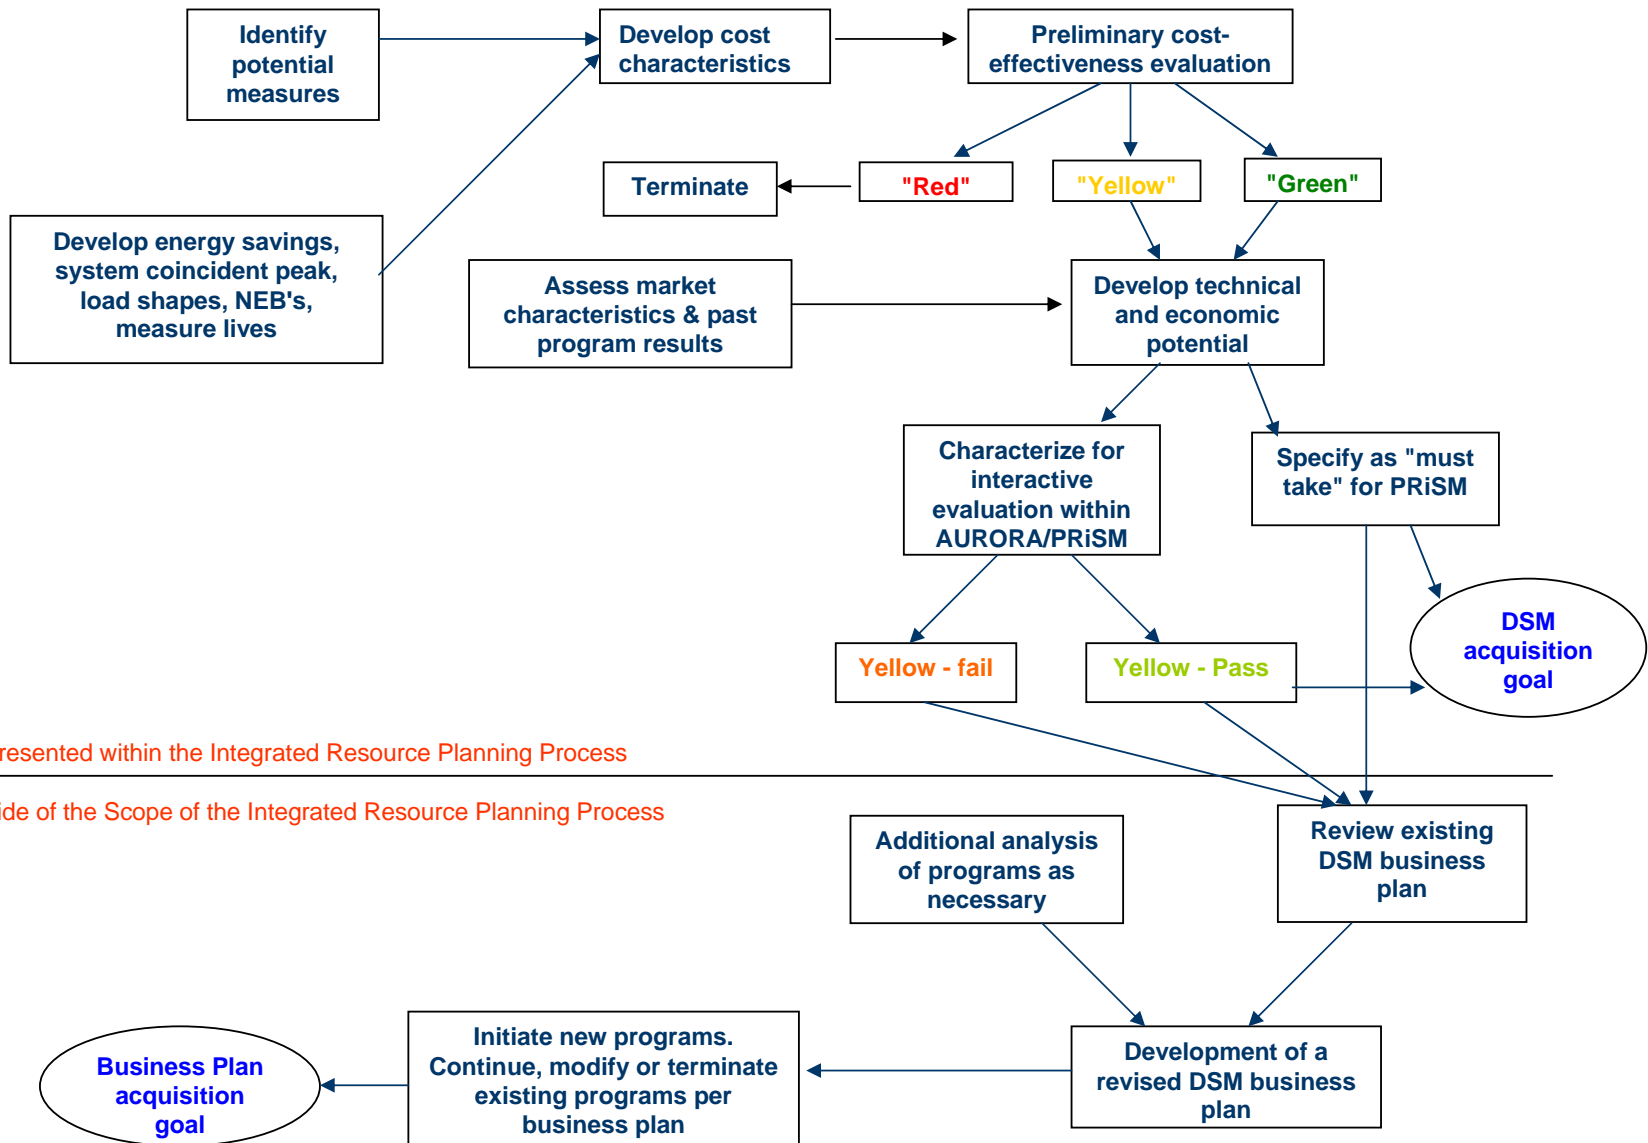 Identify
potential
measures
Develop cost
characteristics
Preliminary cost-
effectiveness evaluation
Terminate
"Red"
"Yellow"
"Green"
Develop energy savings,
system coincident peak,
load shapes, NEB's,
measure lives
Assess market
characteristics & past
program results
Develop technical
and economic
potential
Characterize for
interactive
evaluation within
AURORA/PRiSM
Specify as "must
take" for PRiSM
DSM
acquisition
goal
Yellow - fail
Yellow - Pass
resented within the Integrated Resource Planning Process
ide of the Scope of the Integrated Resource Planning Process
Additional analysis
of programs as
necessary
Review existing
DSM business
plan
Business Plan
acquisition
goal
Initiate new programs.
Continue, modify or terminate
existing programs per
business plan
Development of a
revised DSM business
plan